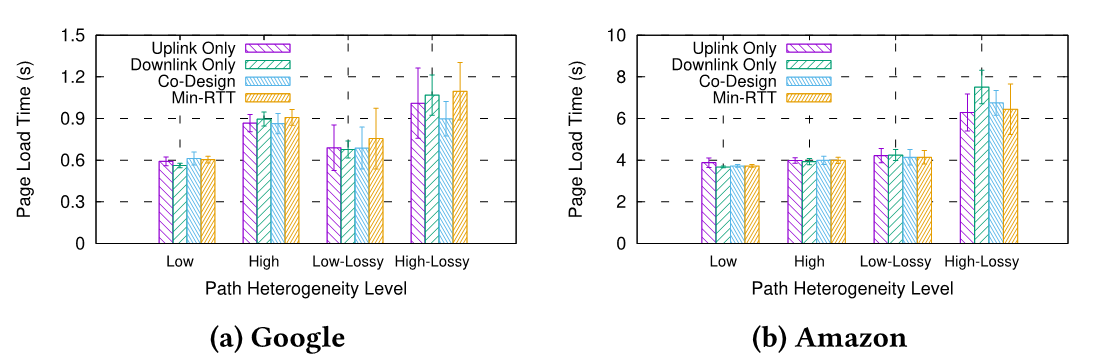 Page Load Time (s)
1.5
1.2
0.9
0.6
0.3
0
Uplink Only
Downlink Only
Co-Design
Min-RTT
Low
High
Low-Lossy
High-Lossy
Path Heterogeneity Level
(a) Google
Page Load Time (s)
10
8
6
4
2
0
Uplink Only
Downlink Only
Co-Design
Min-RTT
Low
High
Low-Lossy
High-Lossy
Path Heterogeneity Level
(b) Amazon